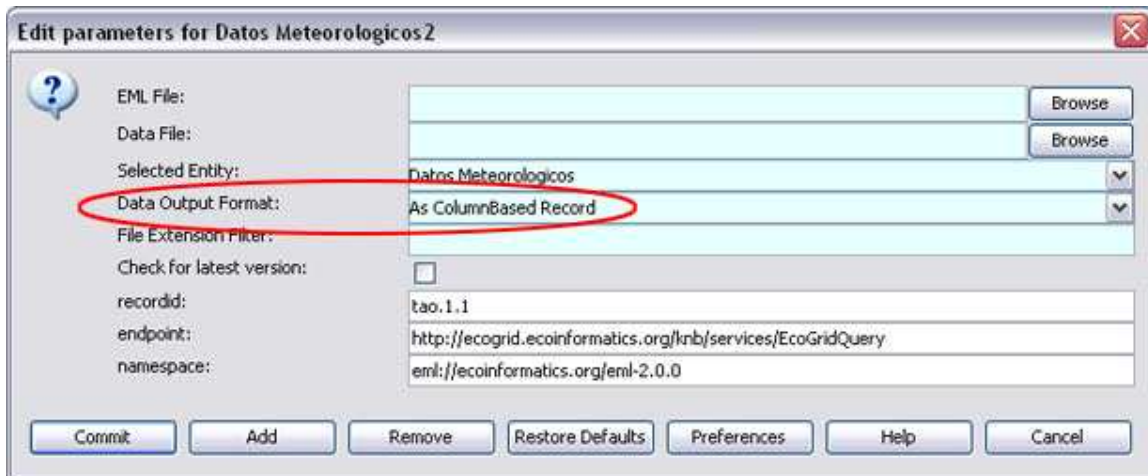 Edit parameters for Datos Meteorologicos2
EML File:
Browse
Data File:
Browse
Selected Entity: Datos Meteorologicos
Data Output Format: As ColumnBased Record
File Extension Filter:
Check for latest version:
recordid: tao.1.1
endpoint: http://ecogrid.ecoinformatics.org/knb/services/EcoGridQuery
namespace: eml://ecoinformatics.org/eml-2.0.0
Commit Add Remove Restore Defaults Preferences Help Cancel